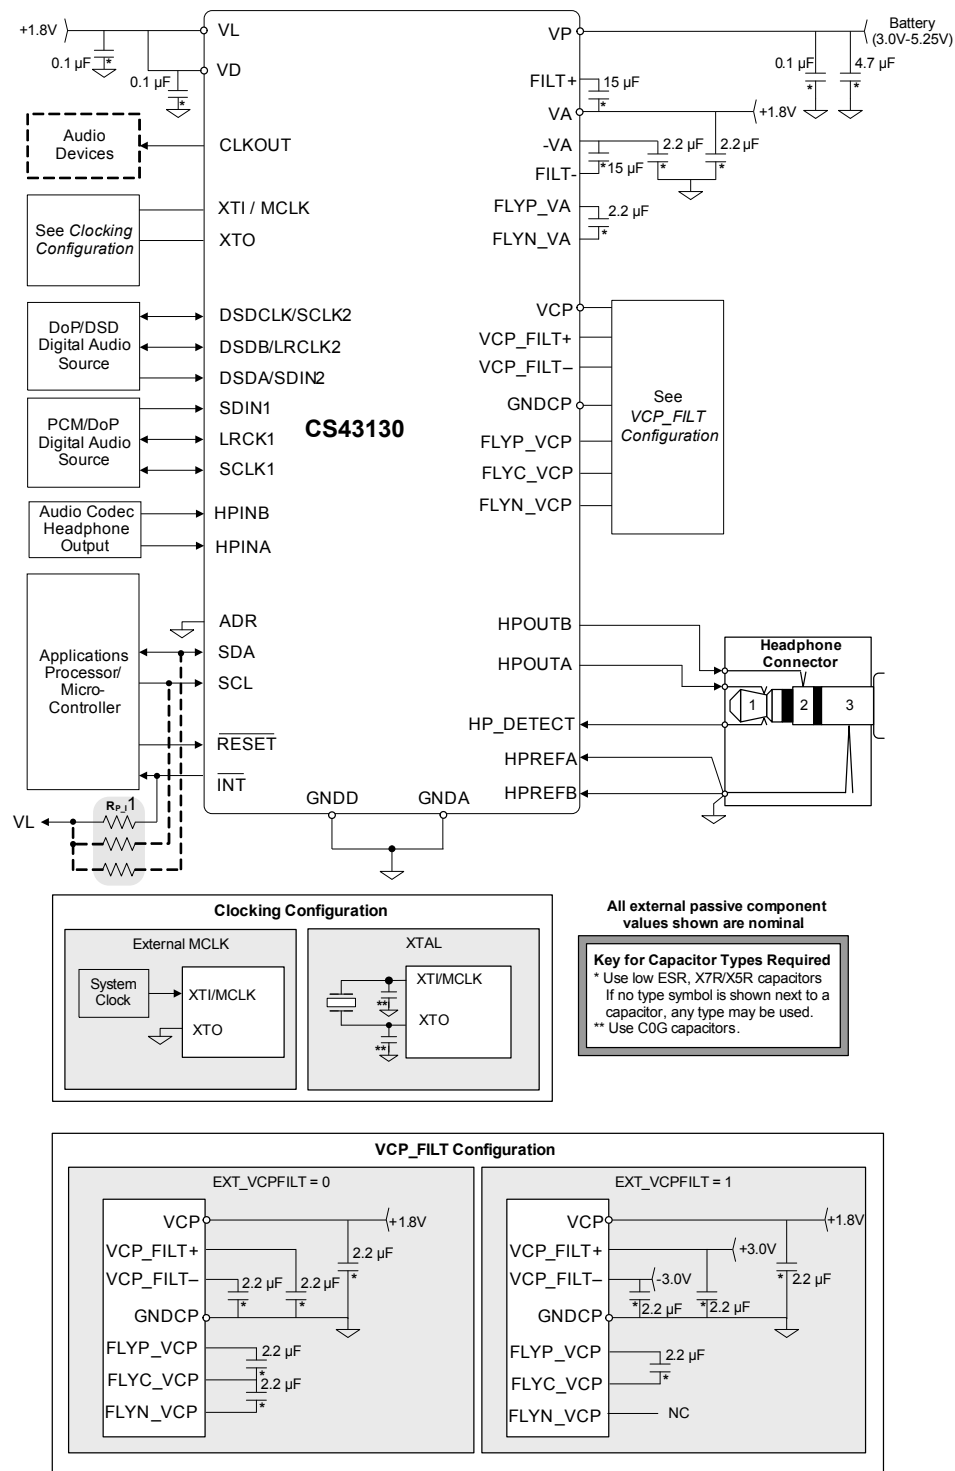 +1.8V
VL
0.1 µF
*
0.1 µF
*
VD
Audio
Devices
CLKOUT
See Clocking
Configuration
XTI / MCLK
XTO
DoP/DSD
Digital Audio
Source
DSDCLK/SCLK2
DSDB/LRCLK2
DSDA/SDIN2
PCM/DoP
Digital Audio
Source
SDIN1
LRCK1
SCLK1
Audio Codec
Headphone
Output
HPINB
HPINA
Applications
Processor/
Micro-
Controller
ADR
SDA
SCL
RESET
INT
RP_I1
VL
CS43130
GNDD
GNDA
VP
Battery
(3.0V-5.25V)
0.1 µF
*
4.7 µF
*
FILT+
15 µF
*
VA
+1.8V
-VA
2.2 µF
*
2.2 µF
*
*15 µF
FILT-
FLYP_VA
2.2 µF
*
FLYN_VA
VCP
VCP_FILT+
VCP_FILT–
GNDCP
FLYP_VCP
FLYC_VCP
FLYN_VCP
See
VCP_FILT
Configuration
HPOUTB
HPOUTA
HP_DETECT
HPREFA
HPREFB
Headphone
Connector
1
2
3
Clocking Configuration
External MCLK
System
Clock
XTI/MCLK
XTO
XTAL
XTI/MCLK
XTO
**
**
All external passive component
values shown are nominal
Key for Capacitor Types Required
* Use low ESR, X7R/X5R capacitors
If no type symbol is shown next to a
capacitor, any type may be used.
** Use C0G capacitors.
VCP_FILT Configuration
EXT_VCPFILT = 0
VCP
+1.8V
VCP_FILT+
2.2 µF
*
VCP_FILT–
2.2 µF
*
2.2 µF
*
GNDCP
FLYP_VCP
2.2 µF
*
FLYC_VCP
2.2 µF
*
FLYN_VCP
EXT_VCPFILT = 1
VCP
+1.8V
VCP_FILT+
+3.0V
VCP_FILT–
-3.0V
*
2.2 µF
*
2.2 µF
*
2.2 µF
GNDCP
FLYP_VCP
2.2 µF
*
FLYC_VCP
FLYN_VCP
NC